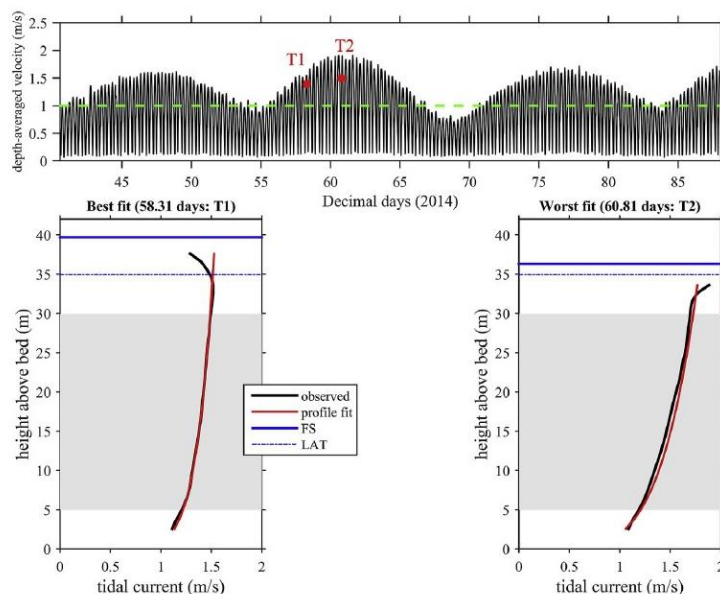 depth-averaged velocity (m/s)
2.5
2
1.5
1
0.5
0
T1
T2
45 50 55 60 65 70 75 80 85
Decimal days (2014)
Best fit (58.31 days: T1)
height above bed (m)
40
35
30
25
20
15
10
5
0
0 0.5 1 1.5 2
tidal current (m/s)
observed
profile fit
FS
LAT
Worst fit (60.81 days: T2)
height above bed (m)
40
35
30
25
20
15
10
5
0
0 0.5 1 1.5 2
tidal current (m/s)